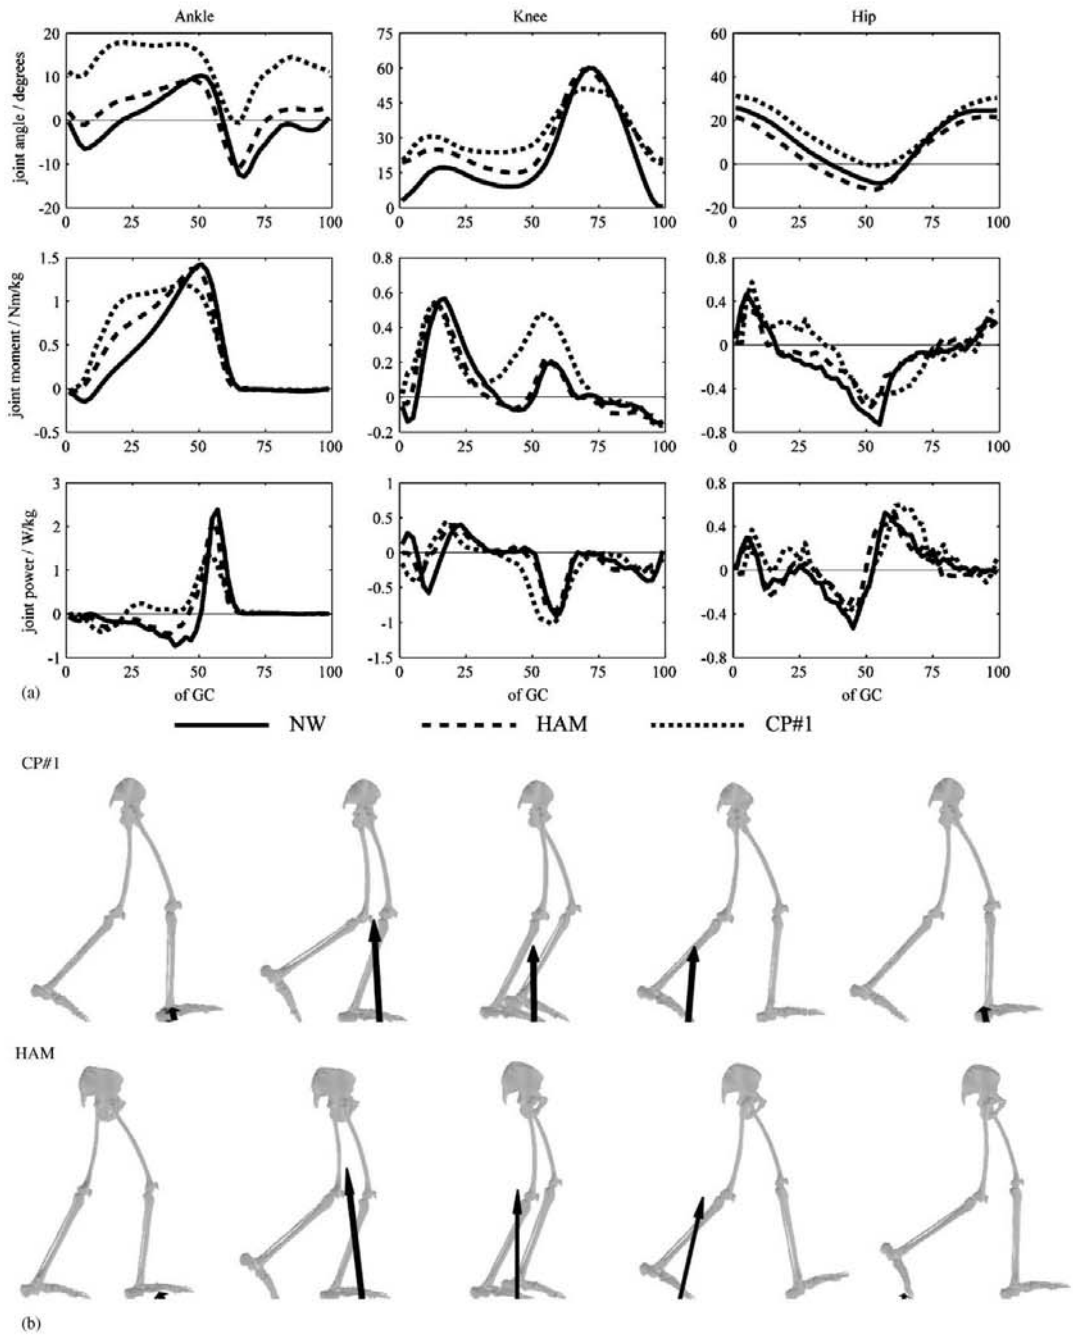 Ankle Knee Hip
joint angle / degrees
20 10 0 -10 -20
0 25 50 75 100
75 60 45 30 15 0
0 25 50 75 100
60 40 20 0 -20
0 25 50 75 100
joint moment / Nm/kg
1.5 1 0.5 0 -0.5
0 25 50 75 100
0.8 0.6 0.4 0.2 0 -0.2
0 25 50 75 100
0.8 0.4 0 -0.4 -0.8
0 25 50 75 100
joint power / W/kg
3 2 1 0 -1
0 25 50 75 100
1 0.5 0 -0.5 -1 -1.5
0 25 50 75 100
0.8 0.4 0 -0.4 -0.8
0 25 50 75 100
(a) of GC of GC of GC
NW HAM CP#1
CP#1
HAM
(b)